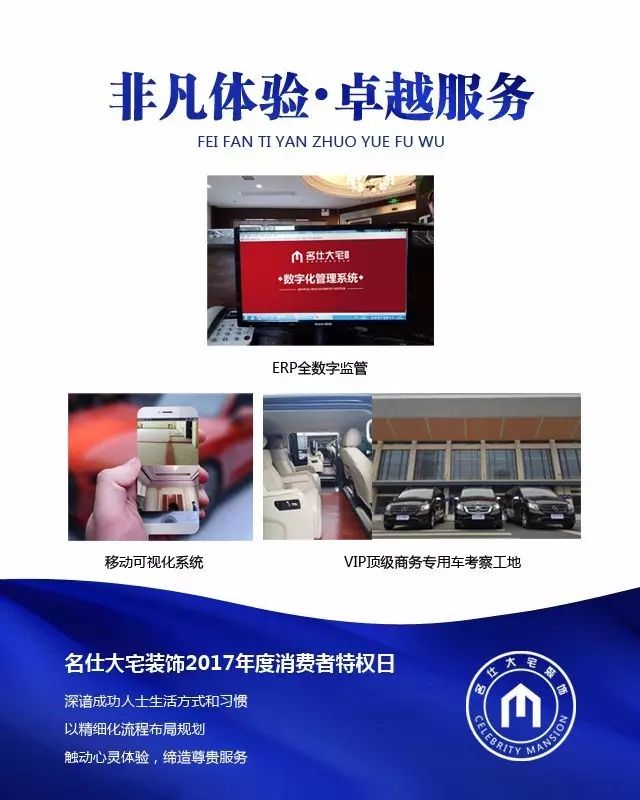 非凡体验·卓越服务
FEI FAN TI YAN ZHUO YUE FU WU
名仕大宅
数字化管理系统
ERP全数字监管
移动可视化系统
VIP顶级商务专用车考察工地
名仕大宅装饰2017年度消费者特权日
深谙成功人士生活方式和习惯
以精细化流程布局规划
触动心灵体验，缔造尊贵服务
名仕大宅装饰
CELEBRITY MANSION